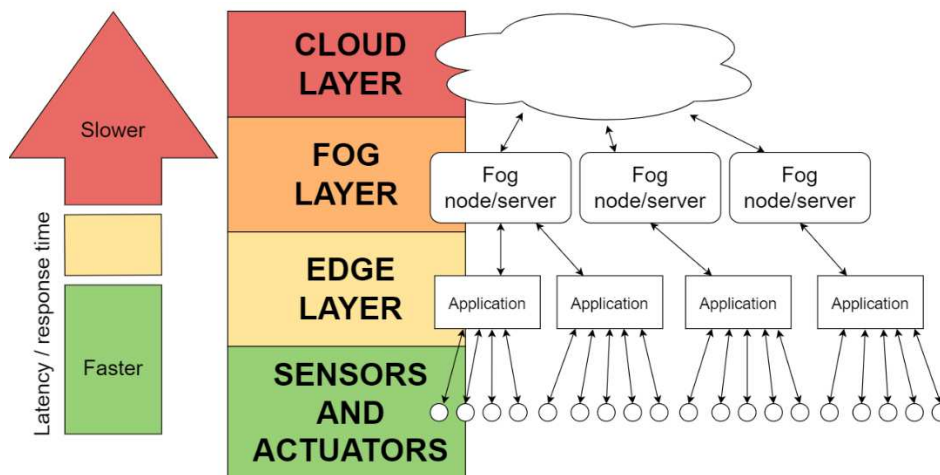 Latency / response time
Slower
Faster
CLOUD
LAYER
FOG
LAYER
EDGE
LAYER
SENSORS
AND
ACTUATORS
Fog
node/server
Fog
node/server
Fog
node/server
Application
Application
Application
Application